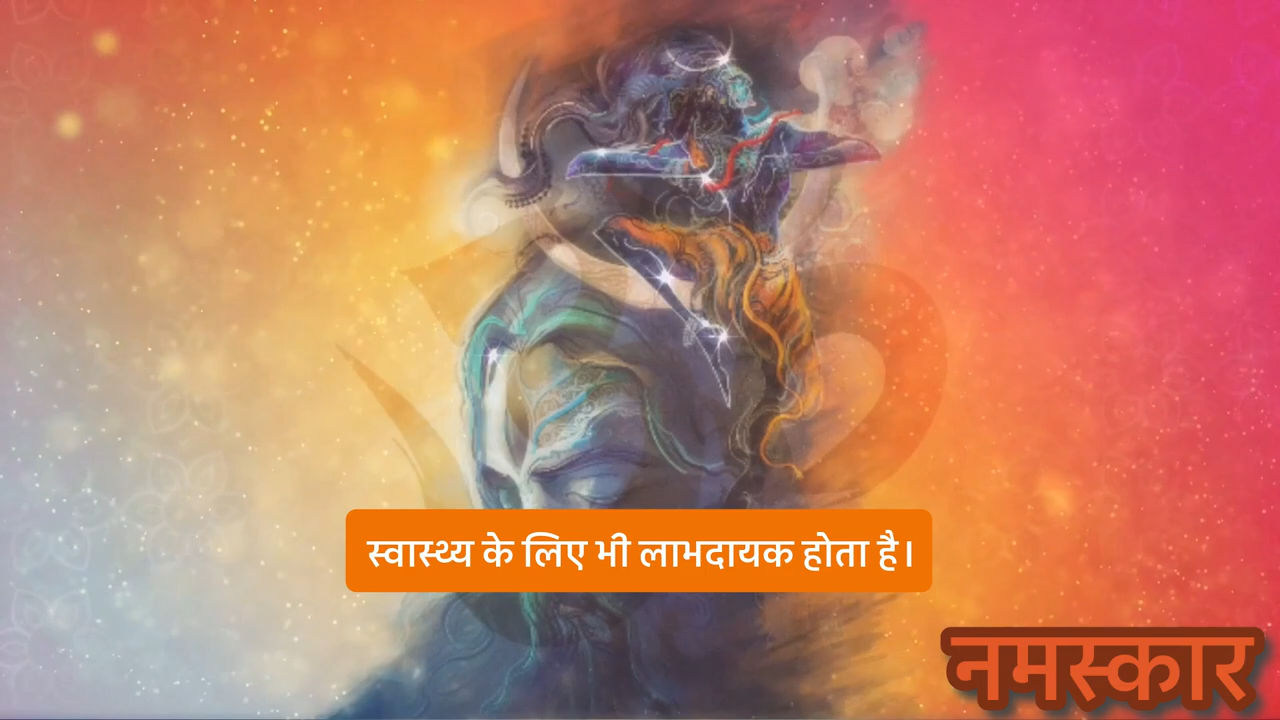 स्वास्थ्य के लिए भी लाभदायक होता है।
नमस्कार